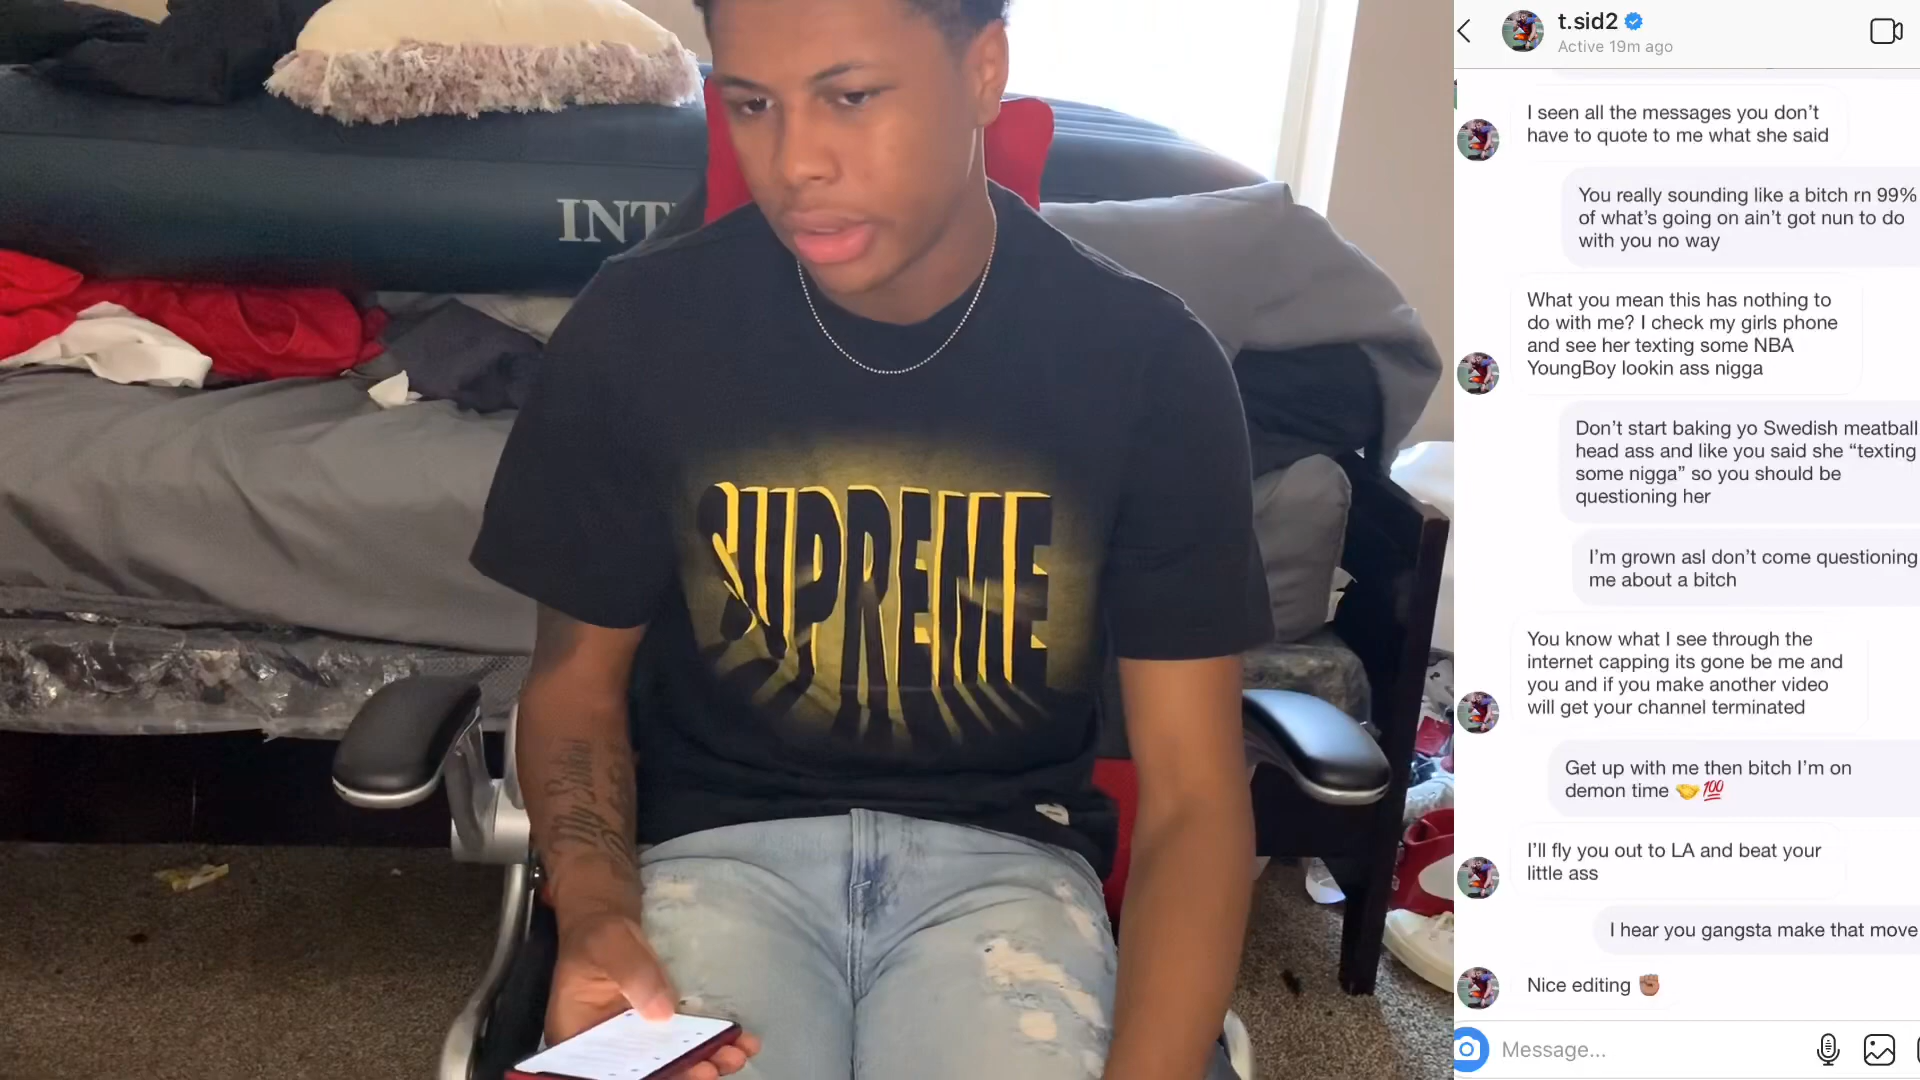 INT
SUPREME
My Sister
t.sid2
Active 19m ago
I seen all the messages you don’t
have to quote to me what she said
You really sounding like a bitch rn 99%
of what’s going on ain’t got nun to do
with you no way
What you mean this has nothing to
do with me? I check my girls phone
and see her texting some NBA
YoungBoy lookin ass nigga
Don’t start baking yo Swedish meatball
head ass and like you said she “texting
some nigga” so you should be
questioning her
I’m grown asl don’t come questioning
me about a bitch
You know what I see through the
internet capping its gone be me and
you and if you make another video
will get your channel terminated
Get up with me then bitch I’m on
demon time 🤝💯
I’ll fly you out to LA and beat your
little ass
I hear you gangsta make that move
Nice editing ✊🏽
Message...